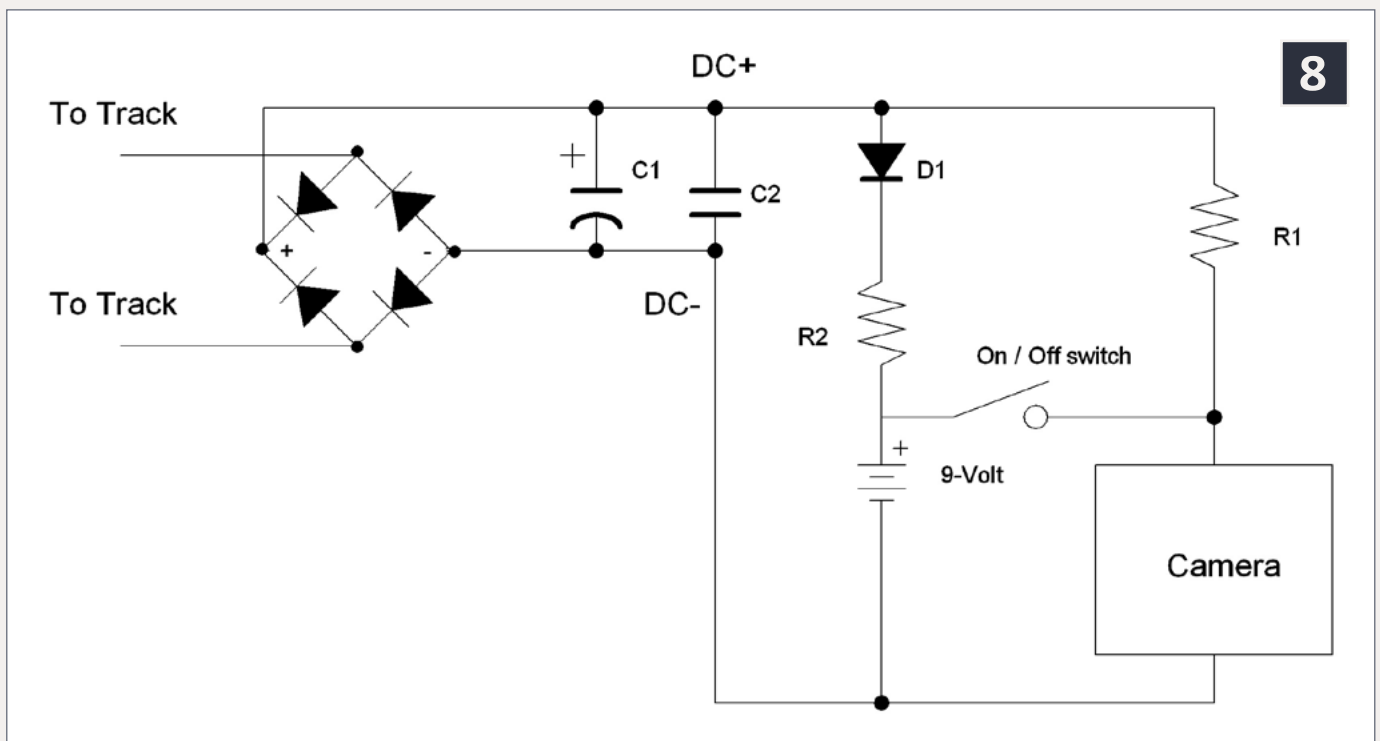 8
DC+
To Track
+
C1
C2
D1
+
-
R1
To Track
DC-
R2
On / Off switch
+
9-Volt
Camera